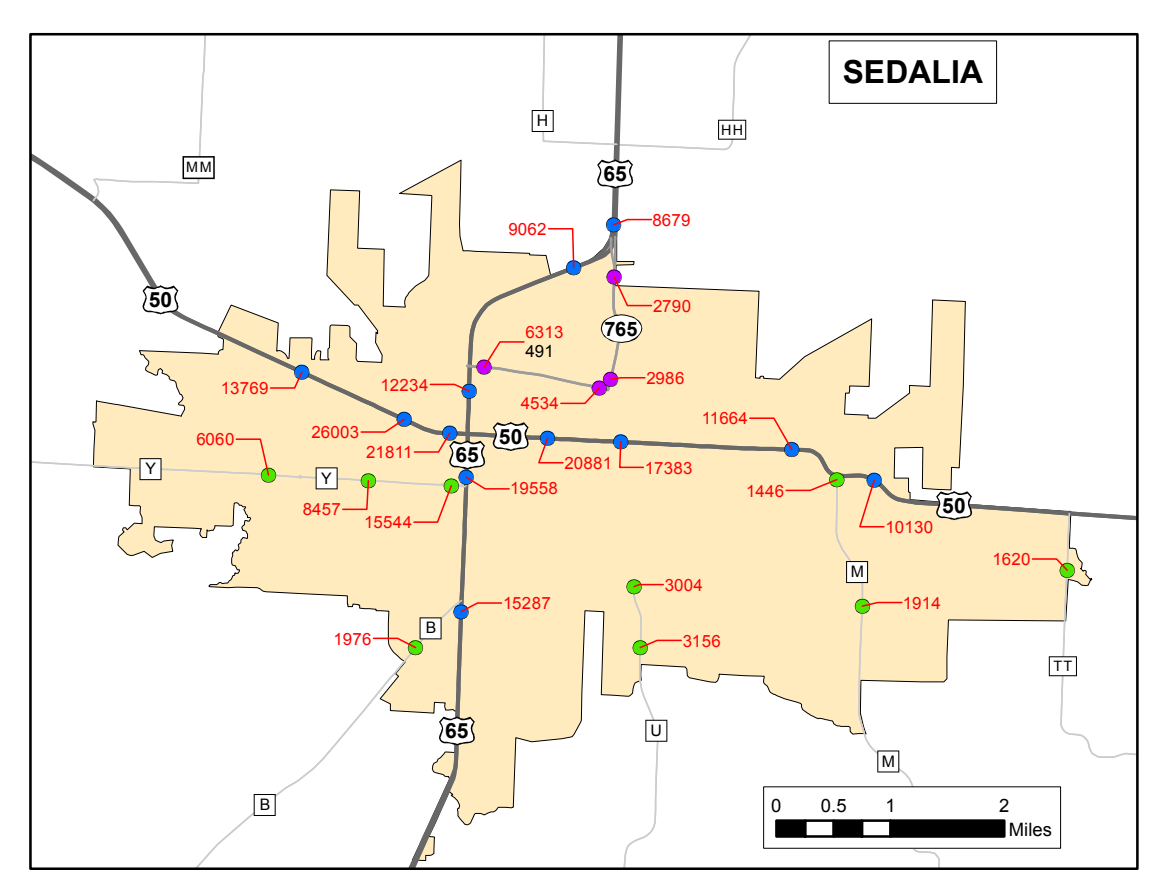 SEDALIA
H
HH
MM
65
8679
9062
50
2790
765
6313
491
2986
13769
12234
4534
26003
11664
21811
50
20881
17383
65
6060
Y
Y
19558
1446
8457
15544
50
10130
1620
3004
M
1914
15287
B
1976
3156
TT
65
U
M
B
0 0.5 1 2
Miles